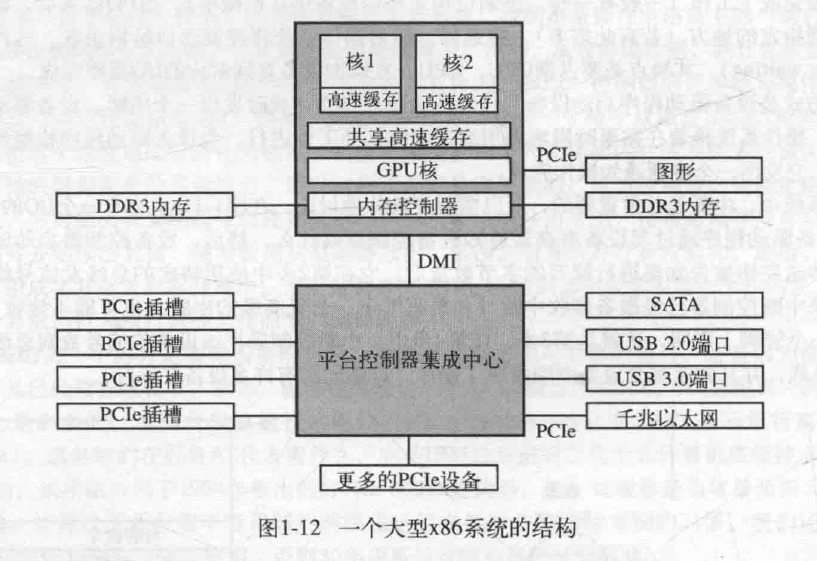 核1
核2
高速缓存
高速缓存
共享高速缓存
GPU核
内存控制器
PCIe
图形
DDR3内存
DDR3内存
DMI
PCIe插槽
PCIe插槽
PCIe插槽
PCIe插槽
平台控制器集成中心
SATA
USB 2.0端口
USB 3.0端口
千兆以太网
PCIe
更多的PCIe设备
图1-12 一个大型x86系统的结构